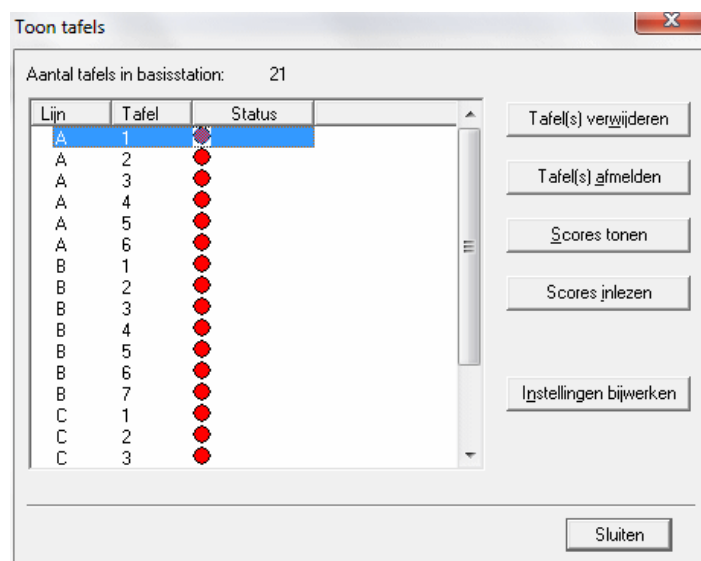 Toon tafels
Aantal tafels in basisstation: 21
Lijn Tafel Status
A 1
A 2
A 3
A 4
A 5
A 6
B 1
B 2
B 3
B 4
B 5
B 6
B 7
C 1
C 2
C 3
Tafel(s) verwijderen
Tafel(s) afmelden
Scores tonen
Scores inlezen
Instellingen bijwerken
Sluiten